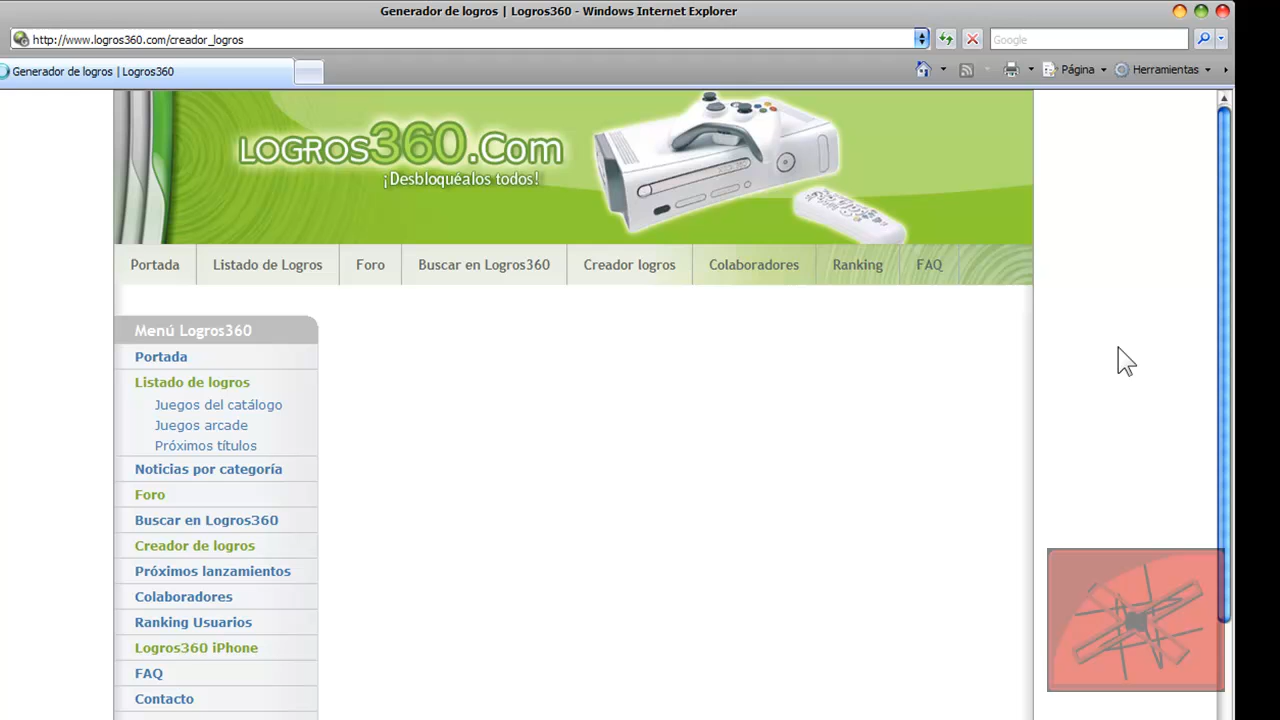 Generador de logros | Logros360 - Windows Internet Explorer
http://www.logros360.com/creador_logros
Google
Generador de logros | Logros360
Página
Herramientas
LOGROS360.Com
¡Desbloquéalos todos!
Portada
Listado de Logros
Foro
Buscar en Logros360
Creador logros
Colaboradores
Ranking
FAQ
Menú Logros360
Portada
Listado de logros
Juegos del catálogo
Juegos arcade
Próximos títulos
Noticias por categoría
Foro
Buscar en Logros360
Creador de logros
Próximos lanzamientos
Colaboradores
Ranking Usuarios
Logros360 iPhone
FAQ
Contacto